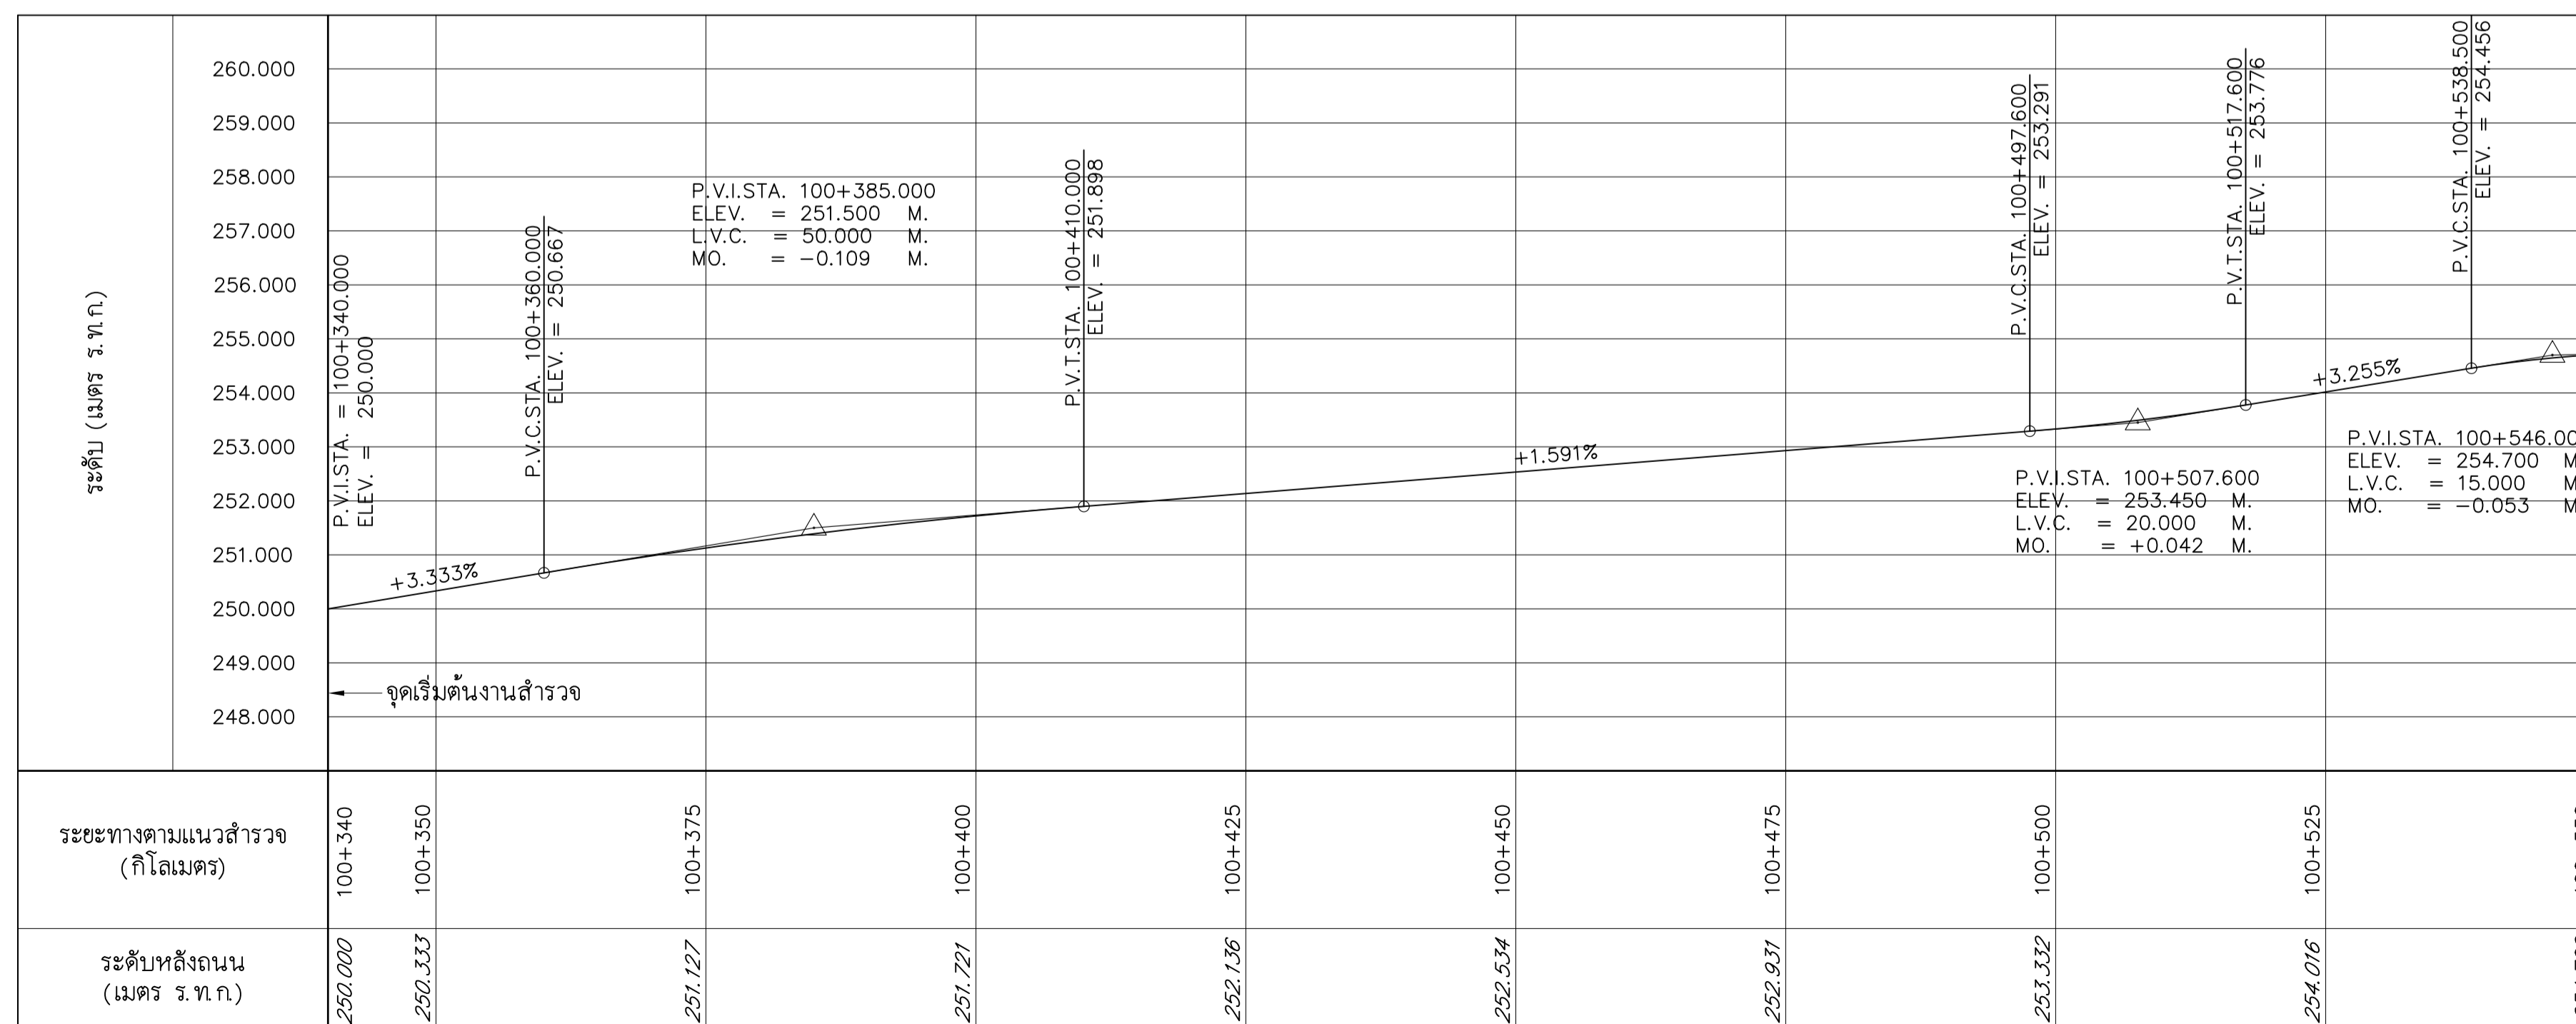 ระดับ (เมตร ร.ท.ก.)
260.000
259.000
258.000
257.000
256.000
255.000
254.000
253.000
252.000
251.000
250.000
249.000
248.000
P.V.I.STA. = 100+340.000
ELEV. = 250.000
+3.333%
จุดเริ่มต้นงานสำรวจ
P.V.C.STA. 100+360.000
ELEV. = 250.667
P.V.I.STA. 100+385.000
ELEV. = 251.500 M.
L.V.C. = 50.000 M.
MO. = -0.109 M.
P.V.T.STA. 100+410.000
ELEV. = 251.898
+1.591%
P.V.C.STA. 100+497.600
ELEV. = 253.291
P.V.I.STA. 100+507.600
ELEV. = 253.450 M.
L.V.C. = 20.000 M.
MO. = +0.042 M.
P.V.T.STA. 100+517.600
ELEV. = 253.776
+3.255%
P.V.C.STA. 100+538.500
ELEV. = 254.456
P.V.I.STA. 100+546.00
ELEV. = 254.700 M
L.V.C. = 15.000 M
MO. = -0.053 M
ระยะทางตามแนวสำรวจ
(กิโลเมตร)
100+340
100+350
100+375
100+400
100+425
100+450
100+475
100+500
100+525
ระดับหลังถนน
(เมตร ร.ท.ก.)
250.000
250.333
251.127
251.721
252.136
252.534
252.931
253.332
254.016